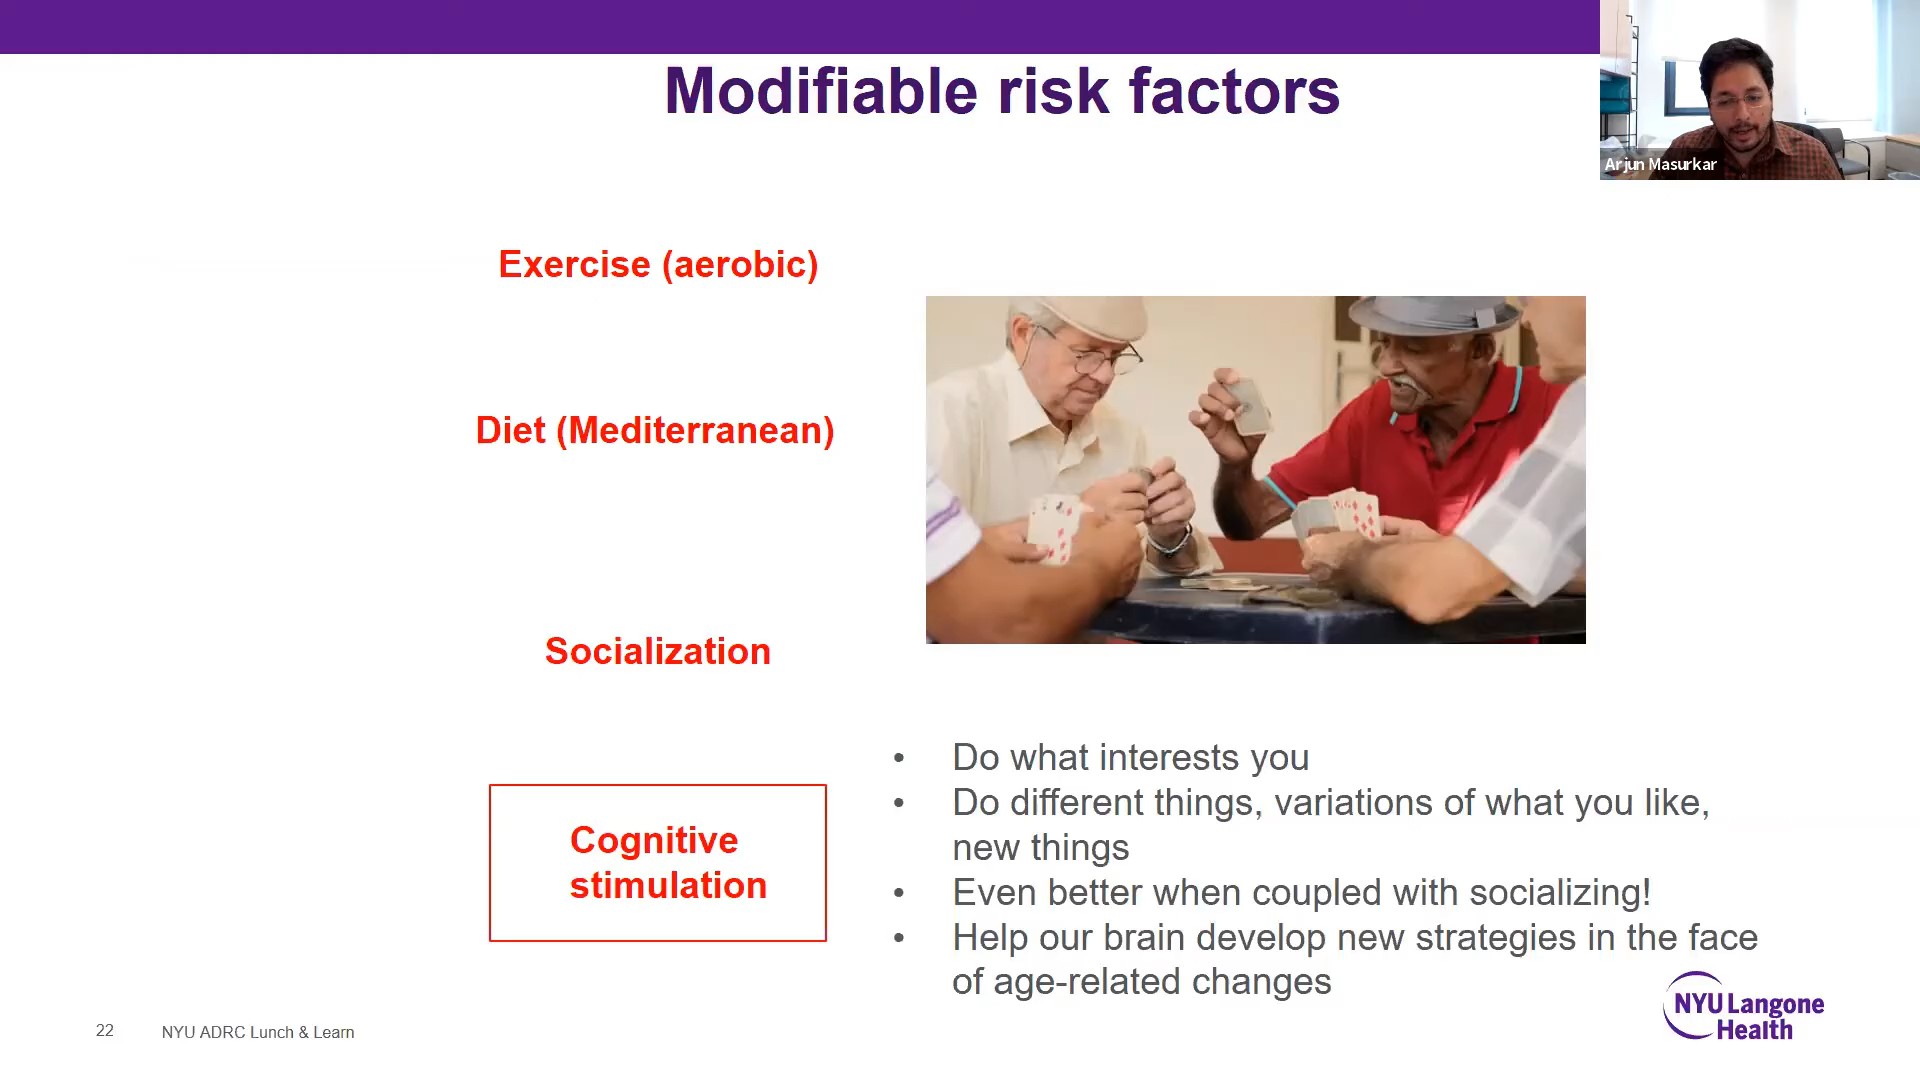 Modifiable risk factors
Arjun Masurkar
Exercise (aerobic)
Diet (Mediterranean)
Socialization
Cognitive
stimulation
• Do what interests you
• Do different things, variations of what you like,
new things
• Even better when coupled with socializing!
• Help our brain develop new strategies in the face
of age-related changes
22 NYU ADRC Lunch & Learn
NYU Langone
Health